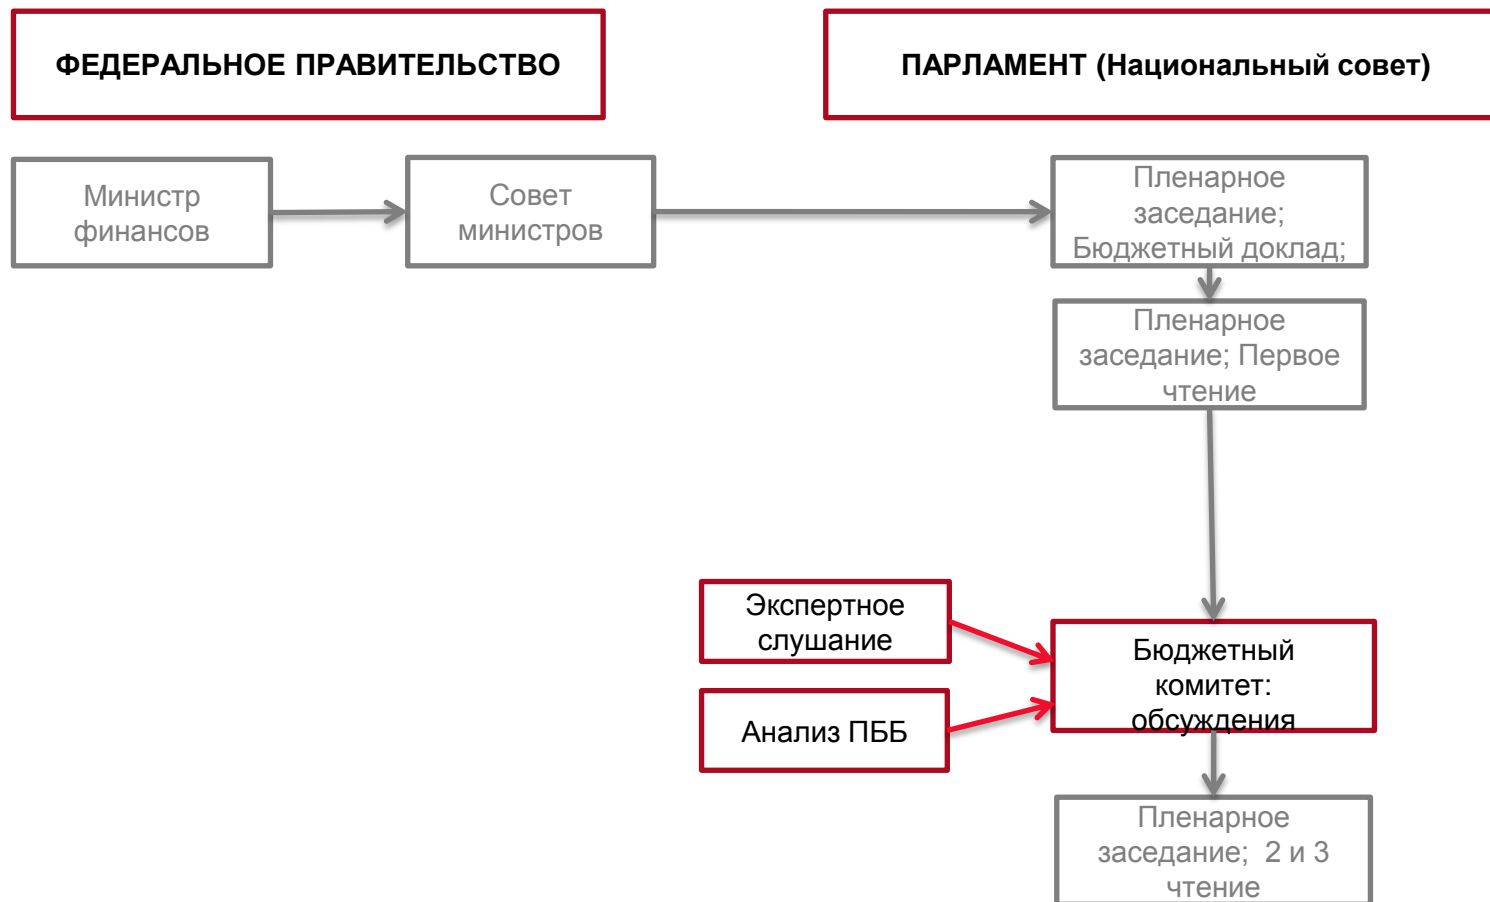 ФЕДЕРАЛЬНОЕ ПРАВИТЕЛЬСТВО
ПАРЛАМЕНТ (Национальный совет)
Министр
финансов
Совет
министров
Пленарное
заседание;
Бюджетный доклад;
Пленарное
заседание; Первое
чтение
Экспертное
слушание
Анализ ПББ
Бюджетный
комитет:
обсуждения
Пленарное
заседание; 2 и 3
чтение